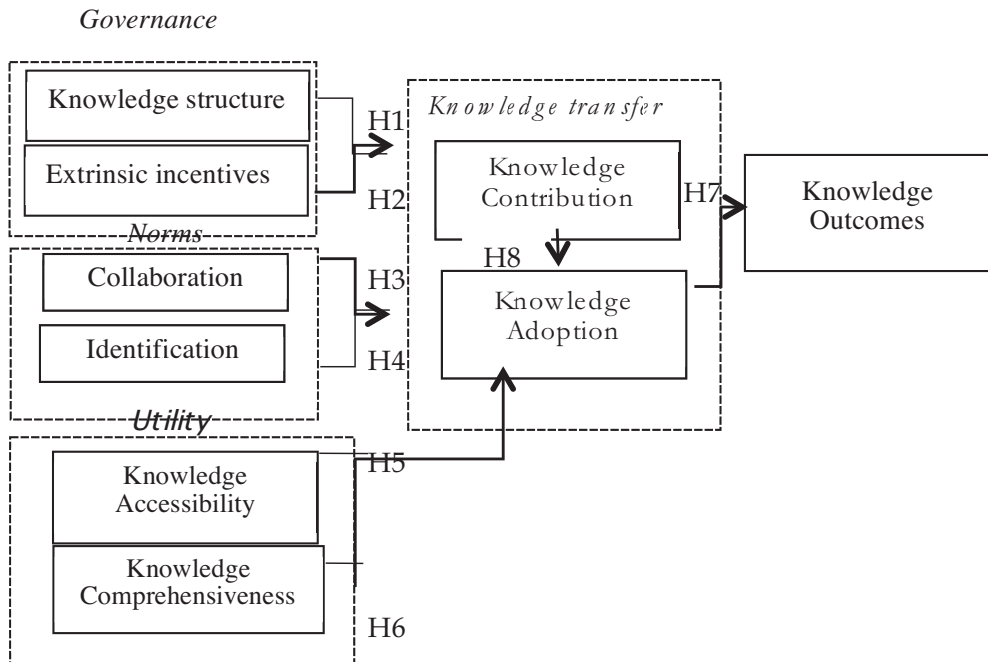 Governance
Knowledge structure
Extrinsic incentives
H1
H2
Norms
Collaboration
Identification
H3
H4
Utility
Knowledge
Accessibility
Knowledge
Comprehensiveness
H5
H6
Knowledge transfer
Knowledge
Contribution
H8
Knowledge
Adoption
H7
Knowledge
Outcomes